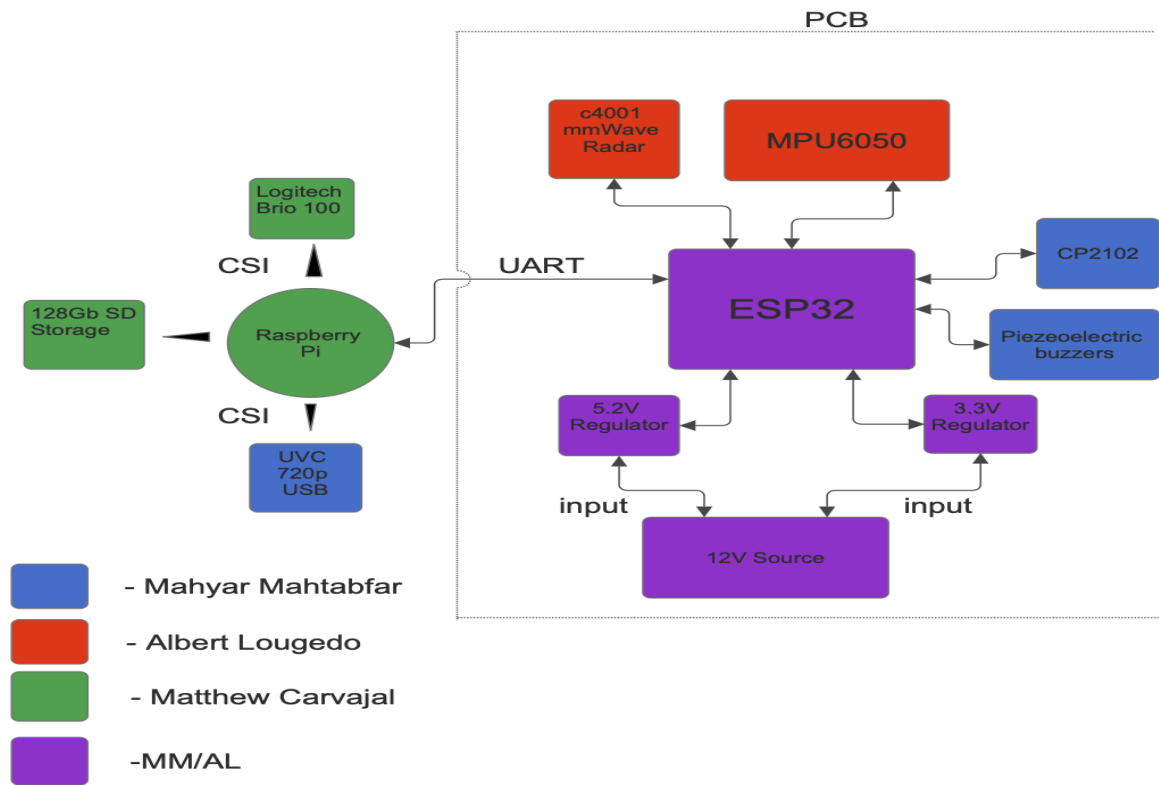 PCB
c4001
mmWave
Radar
MPU6050
Logitech
Brio 100
CSI
UART
CP2102
ESP32
128Gb SD
Storage
Raspberry
Pi
Piezeoelectric
buzzers
CSI
5.2V
Regulator
3.3V
Regulator
UVC
720p
USB
input
input
12V Source
- Mahyar Mahtabfar
- Albert Lougedo
- Matthew Carvajal
-MM/AL